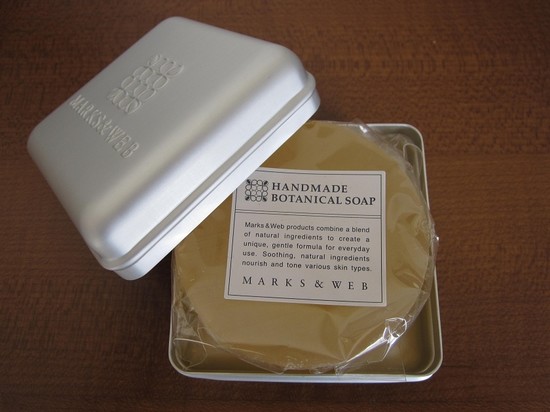 MARKS & WEB
HANDMADE
BOTANICAL SOAP
Marks & Web products combine a blend
of natural ingredients to create a
unique, gentle formula for everyday
use. Soothing, natural ingredients
nourish and tone various skin types.
MARKS & WEB